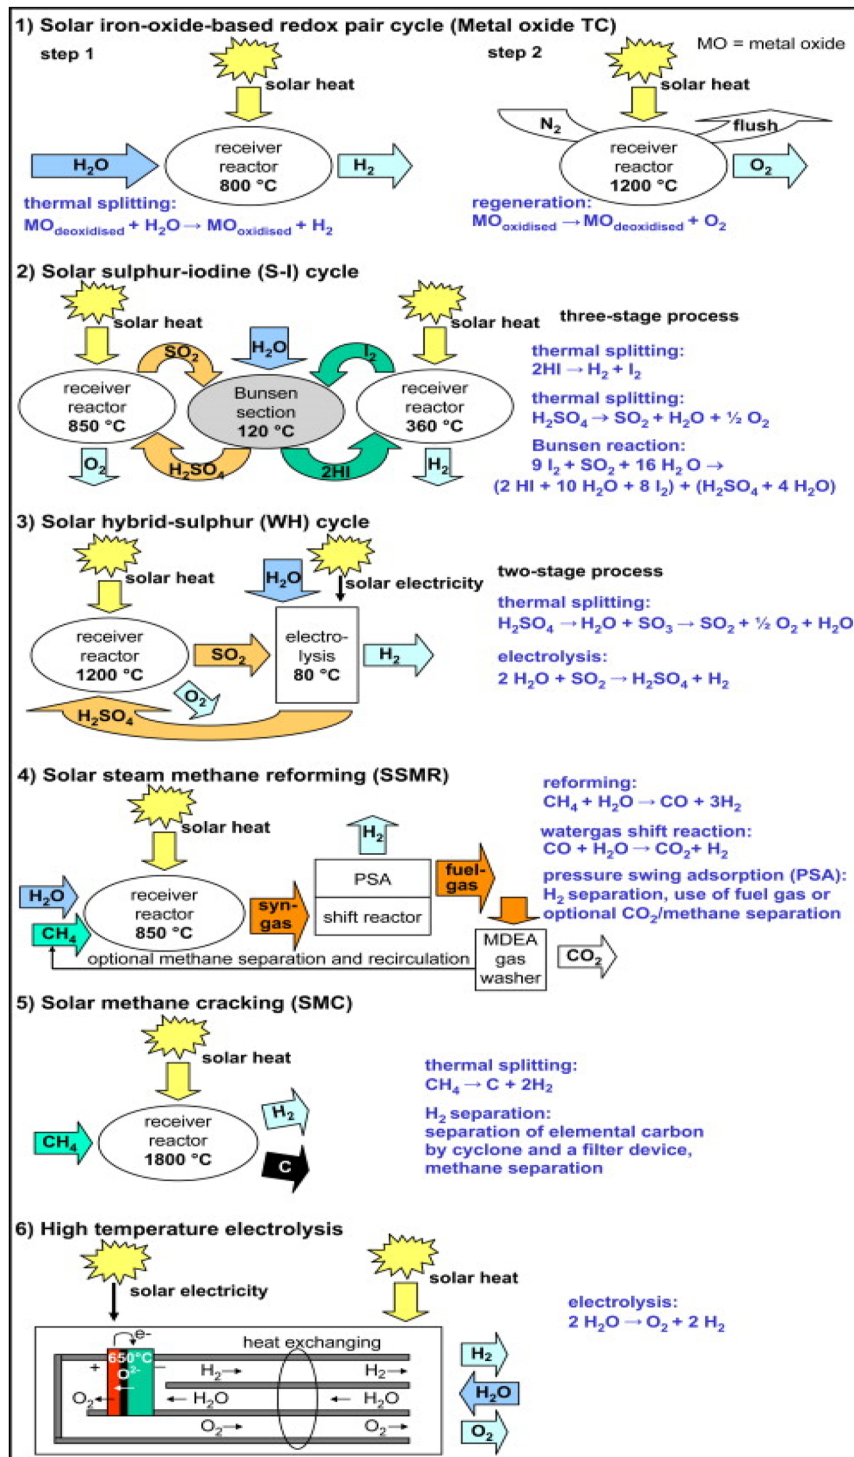 1) Solar iron-oxide-based redox pair cycle (Metal oxide TC)
step 1
step 2
MO = metal oxide
solar heat
solar heat
H₂O
receiver
reactor
800 °C
H₂
N₂
flush
receiver
reactor
1200 °C
O₂
thermal splitting:
MO_deoxidised + H₂O → MO_oxidised + H₂
regeneration:
MO_oxidised → MO_deoxidised + O₂
2) Solar sulphur-iodine (S-I) cycle
solar heat
solar heat
three-stage process
SO₂
H₂O
I₂
receiver
reactor
850 °C
Bunsen
section
120 °C
receiver
reactor
360 °C
O₂
H₂SO₄
2HI
H₂
thermal splitting:
2HI → H₂ + I₂
thermal splitting:
H₂SO₄ → SO₂ + H₂O + ½ O₂
Bunsen reaction:
9 I₂ + SO₂ + 16 H₂ O →
(2 HI + 10 H₂O + 8 I₂) + (H₂SO₄ + 4 H₂O)
3) Solar hybrid-sulphur (WH) cycle
solar heat
H₂O
solar electricity
two-stage process
receiver
reactor
1200 °C
SO₂
electro-
lysis
80 °C
H₂
O₂
H₂SO₄
thermal splitting:
H₂SO₄ → H₂O + SO₃ → SO₂ + ½ O₂ + H₂O
electrolysis:
2 H₂O + SO₂ → H₂SO₄ + H₂
4) Solar steam methane reforming (SSMR)
solar heat
H₂O
CH₄
receiver
reactor
850 °C
syn-
gas
H₂
PSA
shift reactor
fuel-
gas
MDEA
gas
washer
CO₂
optional methane separation and recirculation
reforming:
CH₄ + H₂O → CO + 3H₂
watergas shift reaction:
CO + H₂O → CO₂+ H₂
pressure swing adsorption (PSA):
H₂ separation, use of fuel gas or
optional CO₂/methane separation
5) Solar methane cracking (SMC)
solar heat
CH₄
receiver
reactor
1800 °C
H₂
C
thermal splitting:
CH₄ → C + 2H₂
H₂ separation:
separation of elemental carbon
by cyclone and a filter device,
methane separation
6) High temperature electrolysis
solar electricity
solar heat
e-
heat exchanging
+
650°C
–
O²⁻
H₂ →
H₂ →
O₂ ←
← H₂O
← H₂O
O₂ →
O₂ →
H₂
H₂O
O₂
electrolysis:
2 H₂O → O₂ + 2 H₂